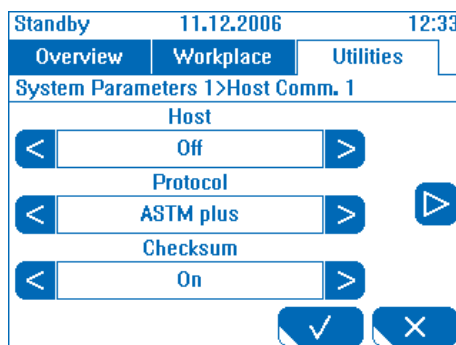 Standby 11.12.2006 12:33
Overview Workplace Utilities
System Parameters 1>Host Comm. 1
Host
< Off >
Protocol
< ASTM plus >
Checksum
< On >